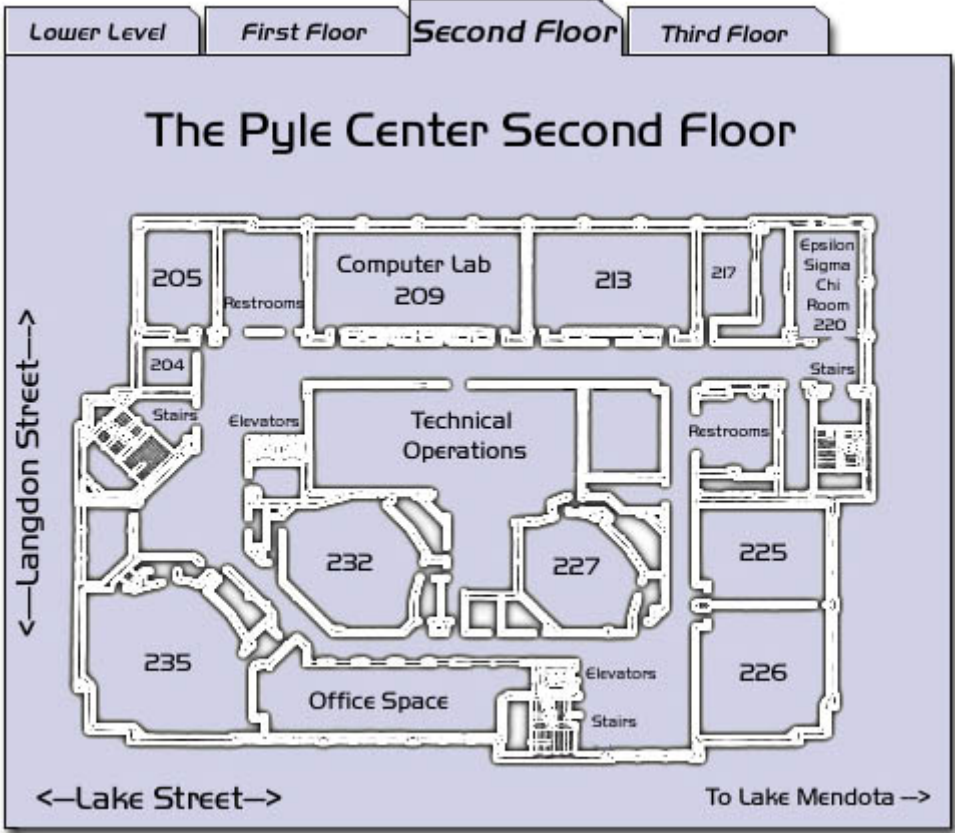 Lower Level
First Floor
Second Floor
Third Floor
The Pyle Center Second Floor
205
Restrooms
Computer Lab
209
213
217
Epsilon
Sigma
Chi
Room
220
204
Stairs
Stairs
Elevators
Technical
Operations
Restrooms
232
227
225
235
Office Space
Elevators
Stairs
226
<—Langdon Street—>
<—Lake Street—>
To Lake Mendota —>